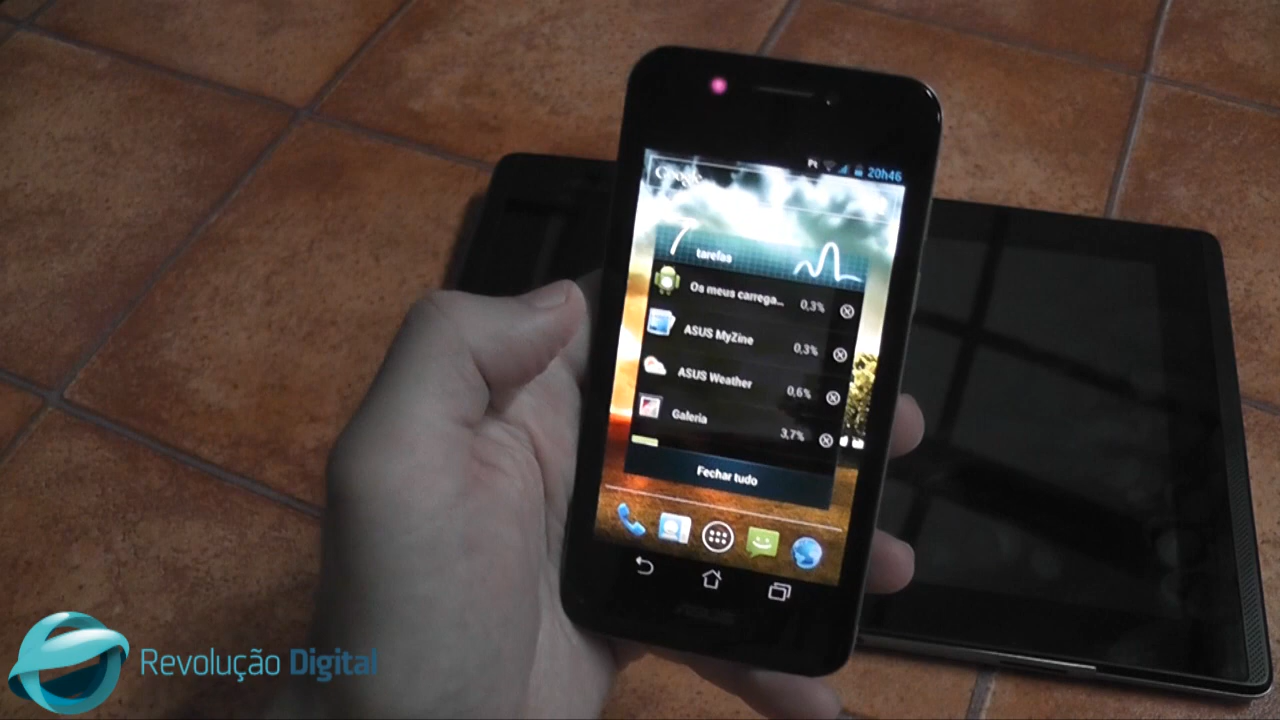 20h46
Google
7 tarefas
Os meus carrega... 0,3%
ASUS MyZine 0,3%
ASUS Weather 0,6%
Galeria 3,7%
Fechar tudo
Revolução Digital